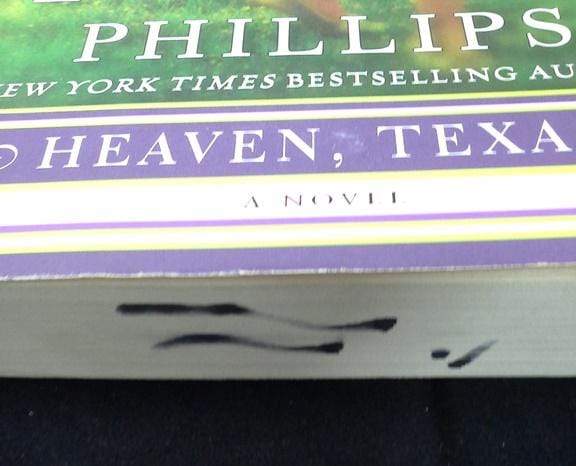 PHILLIPS
NEW YORK TIMES BESTSELLING AU
HEAVEN, TEXA
A NOVEL